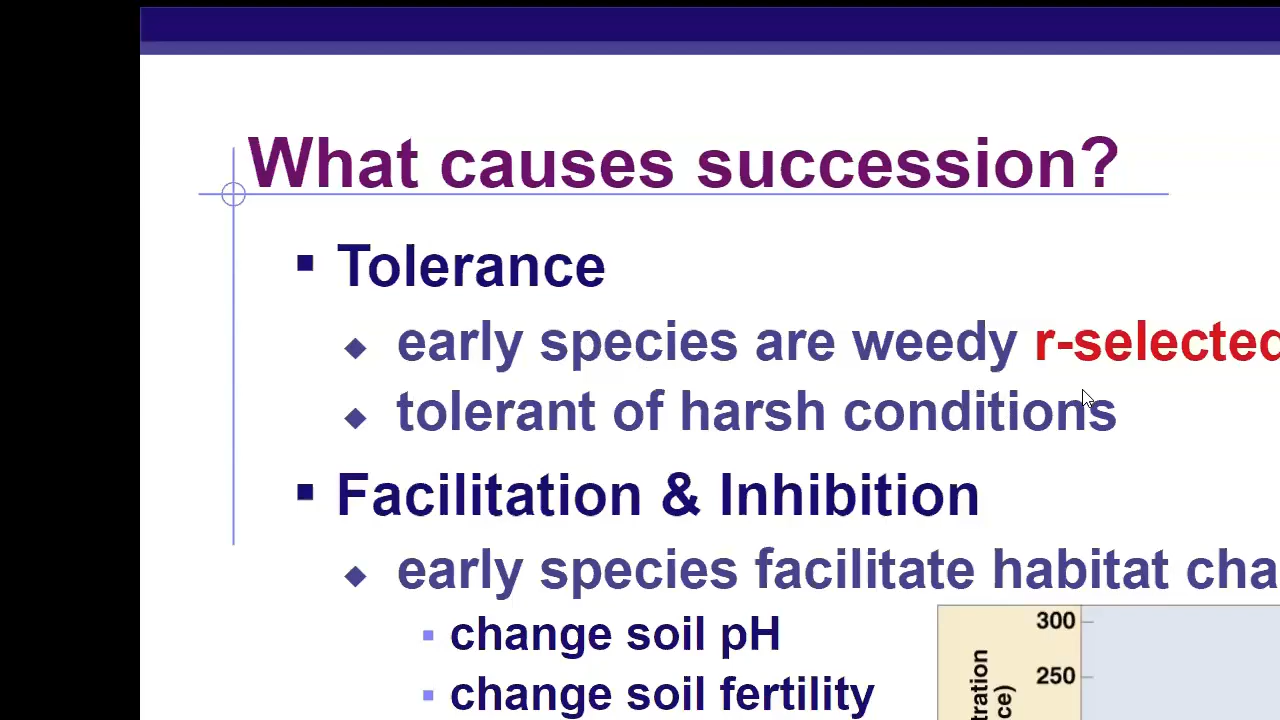 What causes succession?
Tolerance
early species are weedy r-selected
tolerant of harsh conditions
Facilitation & Inhibition
early species facilitate habitat cha
change soil pH
change soil fertility
300
250